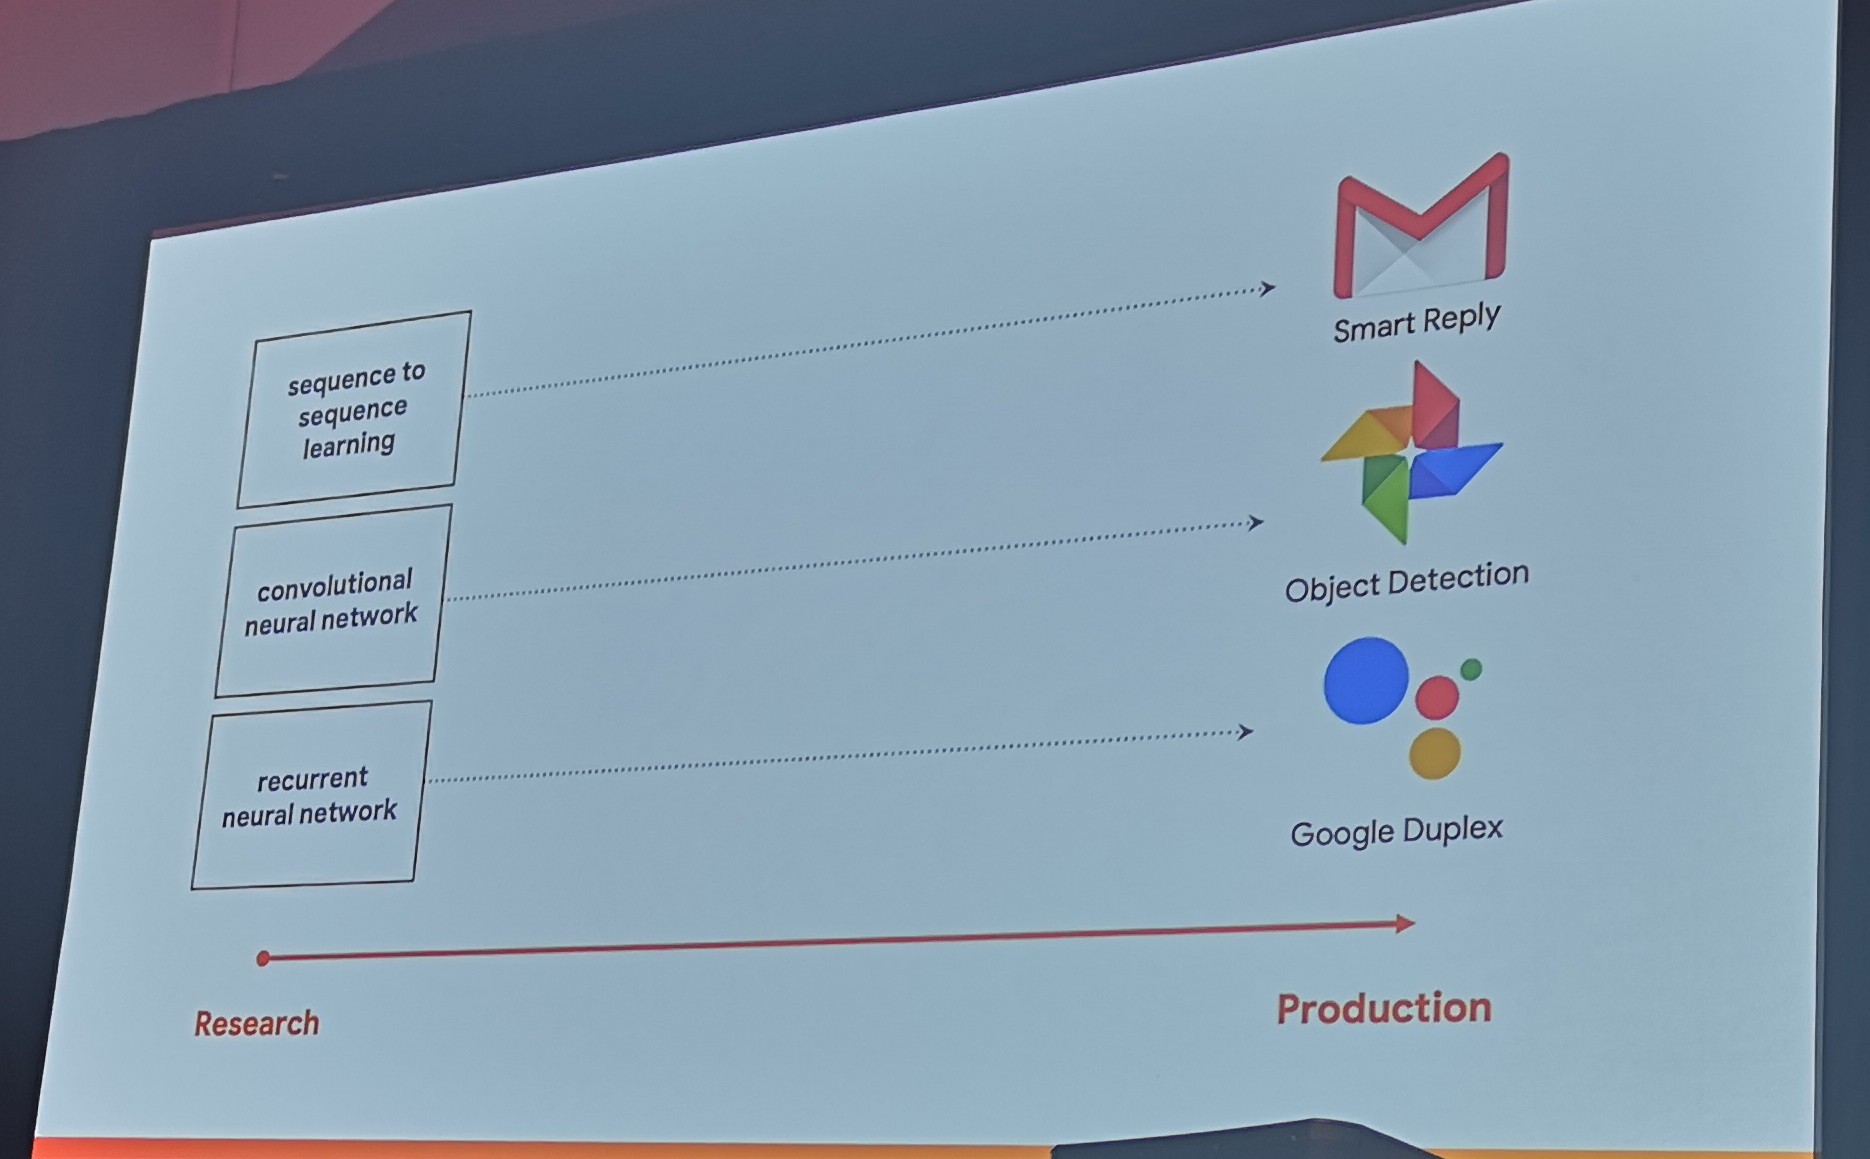 sequence to
sequence
learning
Smart Reply
convolutional
neural network
Object Detection
recurrent
neural network
Google Duplex
Research
Production